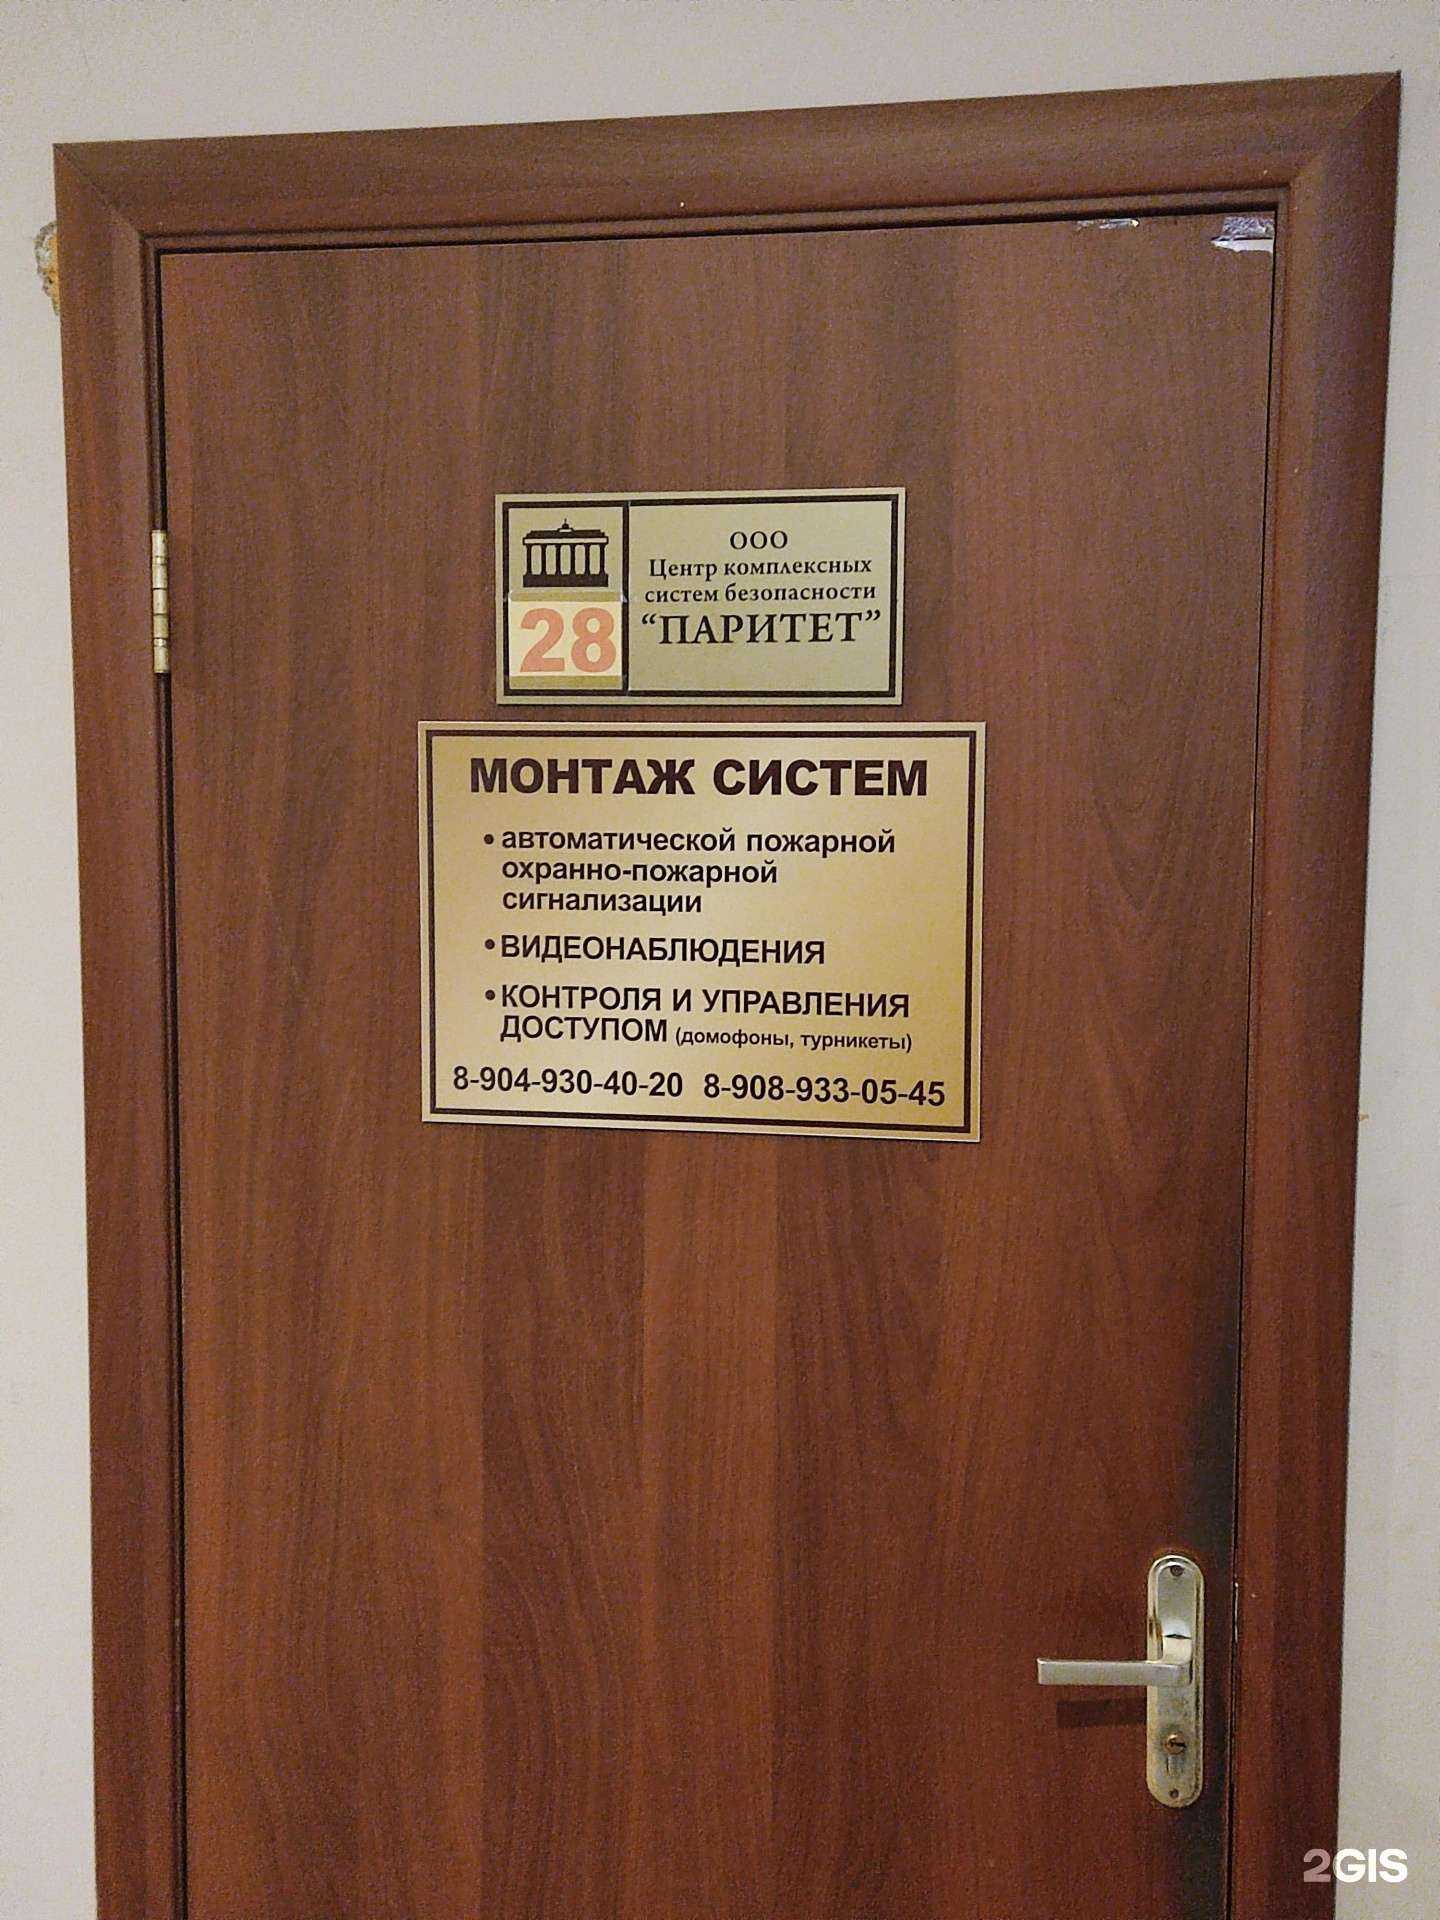 ООО
Центр комплексных
систем безопасности
“ПАРИТЕТ”
28
МОНТАЖ СИСТЕМ
• автоматической пожарной
охранно-пожарной
сигнализации
• ВИДЕОНАБЛЮДЕНИЯ
• КОНТРОЛЯ И УПРАВЛЕНИЯ
ДОСТУПОМ (домофоны, турникеты)
8-904-930-40-20 8-908-933-05-45
2GIS